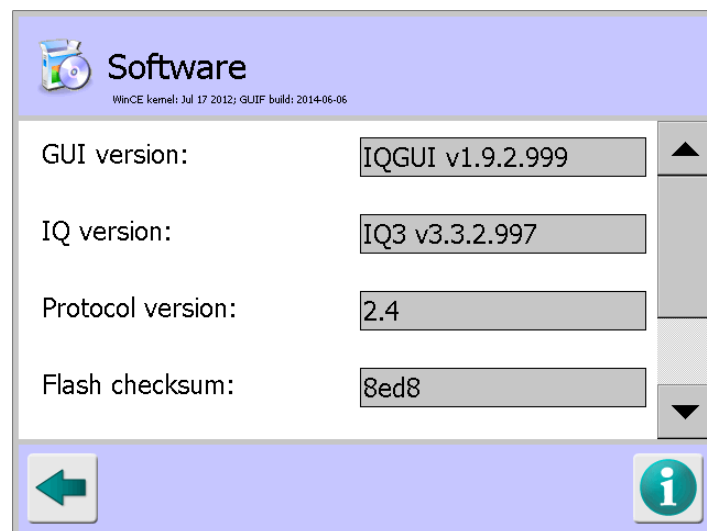 Software
WinCE kernel: Jul 17 2012; GUIF build: 2014-06-06
GUI version: IQGUI v1.9.2.999
IQ version: IQ3 v3.3.2.997
Protocol version: 2.4
Flash checksum: 8ed8